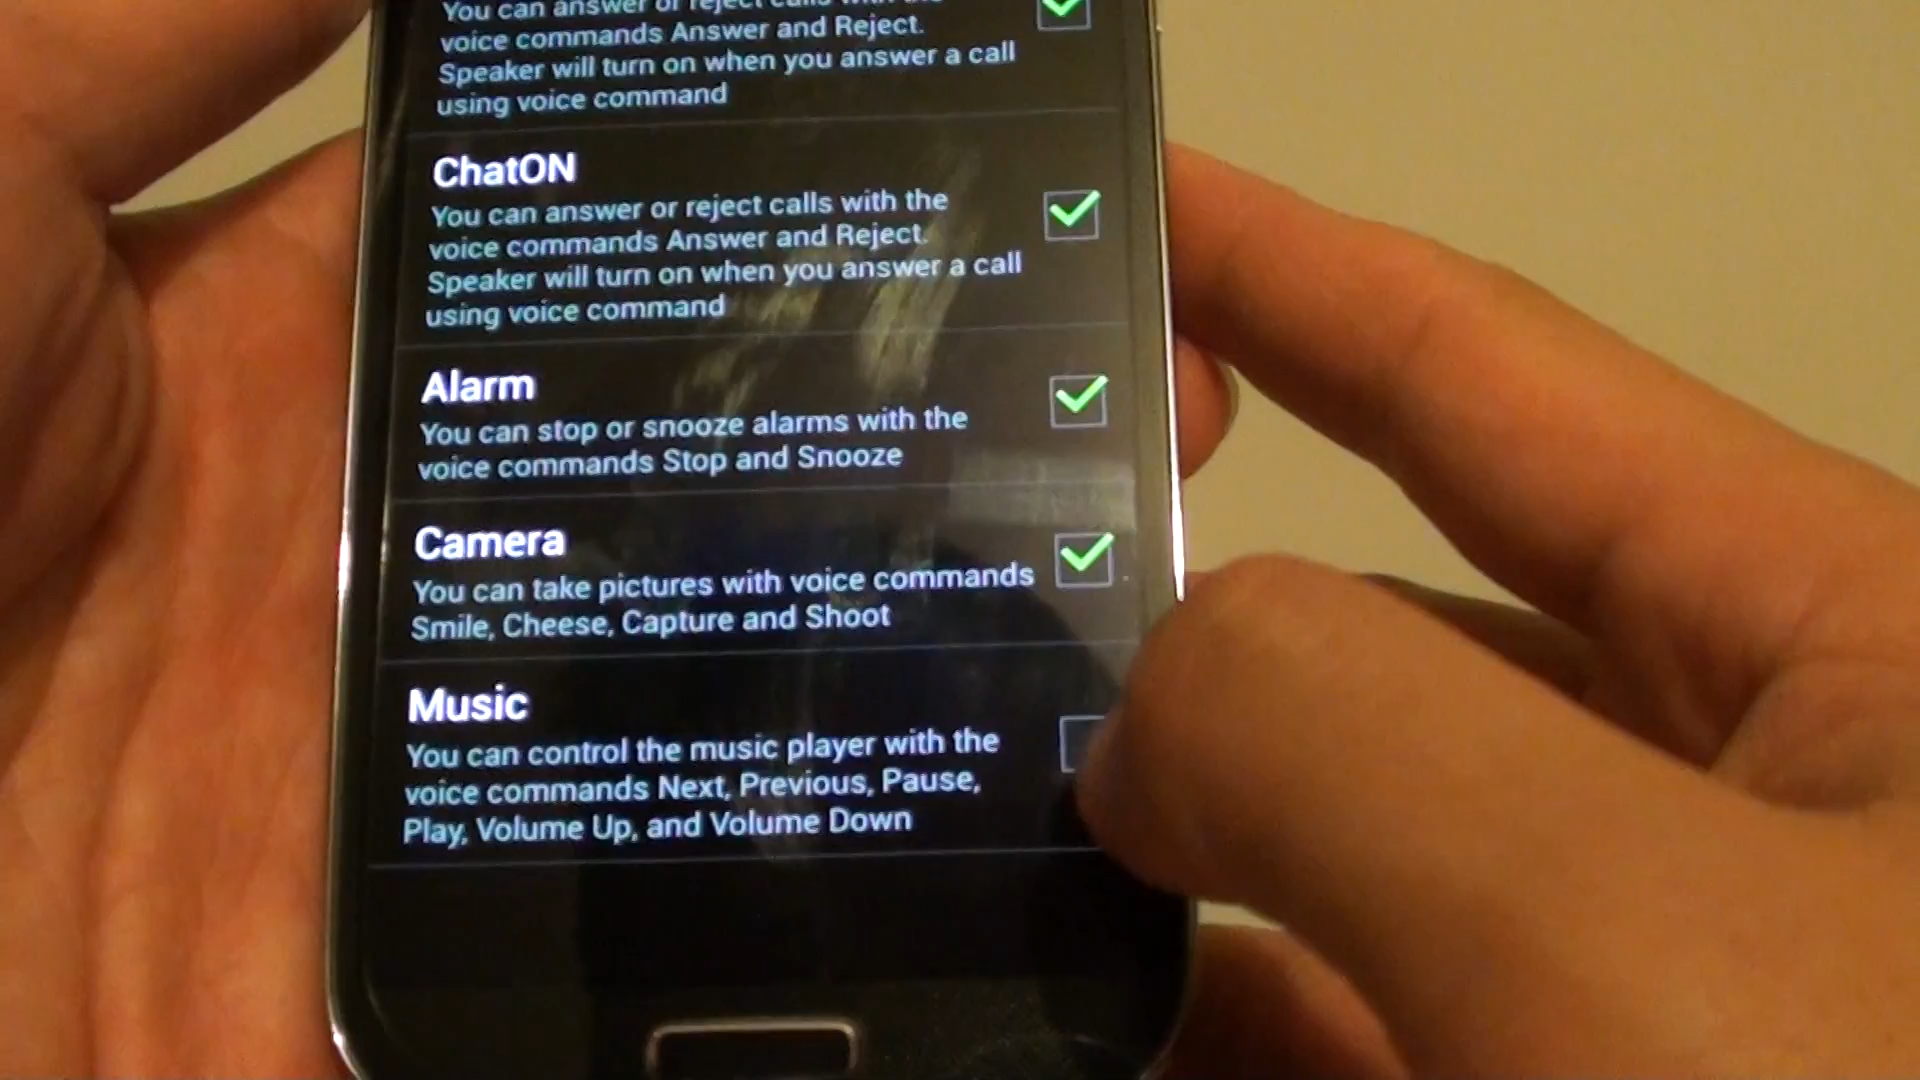 You can answer or reject calls with the
voice commands Answer and Reject.
Speaker will turn on when you answer a call
using voice command
ChatON
You can answer or reject calls with the
voice commands Answer and Reject.
Speaker will turn on when you answer a call
using voice command
Alarm
You can stop or snooze alarms with the
voice commands Stop and Snooze
Camera
You can take pictures with voice commands
Smile, Cheese, Capture and Shoot
Music
You can control the music player with the
voice commands Next, Previous, Pause,
Play, Volume Up, and Volume Down